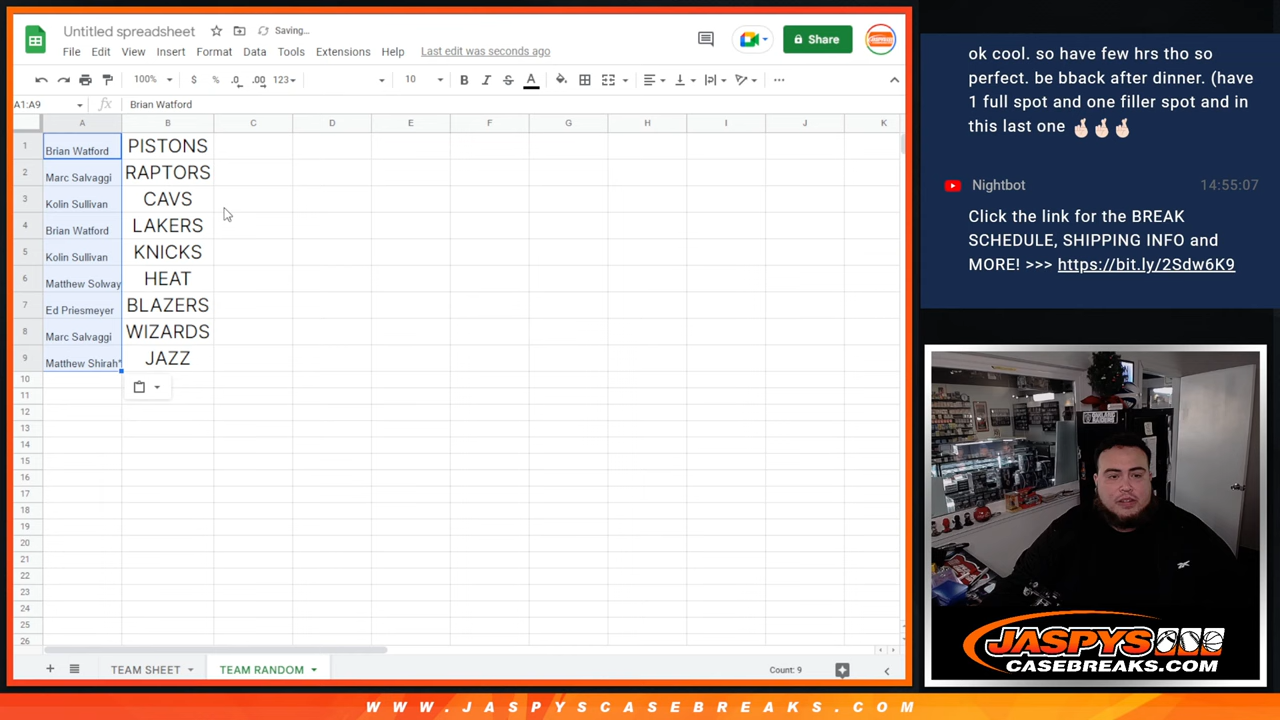 Untitled spreadsheet
Saving...
File Edit View Insert Format Data Tools Extensions Help Last edit was seconds ago
Share
100% $ % .0 .00 123 10 B I S A
A1:A9 fx Brian Watford
A B C D E F G H I J K
1 Brian Watford PISTONS
2 Marc Salvaggi RAPTORS
3 Kolin Sullivan CAVS
4 Brian Watford LAKERS
5 Kolin Sullivan KNICKS
6 Matthew Solway HEAT
7 Ed Priesmeyer BLAZERS
8 Marc Salvaggi WIZARDS
9 Matthew Shirah* JAZZ
10
11
12
13
14
15
16
17
18
19
20
21
22
23
24
25
26
TEAM SHEET TEAM RANDOM Count: 9
ok cool. so have few hrs tho so
perfect. be bback after dinner. (have
1 full spot and one filler spot and in
this last one 🤞🏻🤞🏻🤞🏻
Nightbot 14:55:07
Click the link for the BREAK
SCHEDULE, SHIPPING INFO and
MORE! >>> https://bit.ly/2Sdw6K9
JASPYS
CASEBREAKS.COM
WWW.JASPYSCASEBREAKS.COM